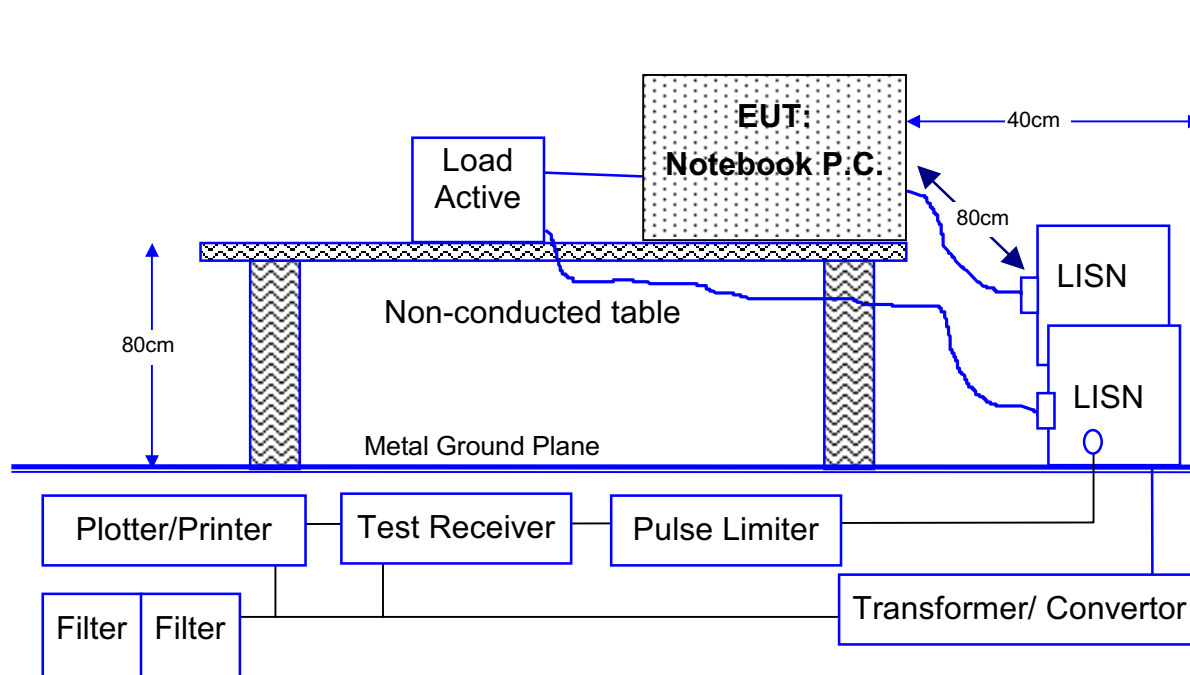 EUT:
Notebook P.C.
40cm
Load
Active
80cm
LISN
Non-conducted table
80cm
LISN
Metal Ground Plane
Plotter/Printer
Test Receiver
Pulse Limiter
Transformer/ Convertor
Filter
Filter